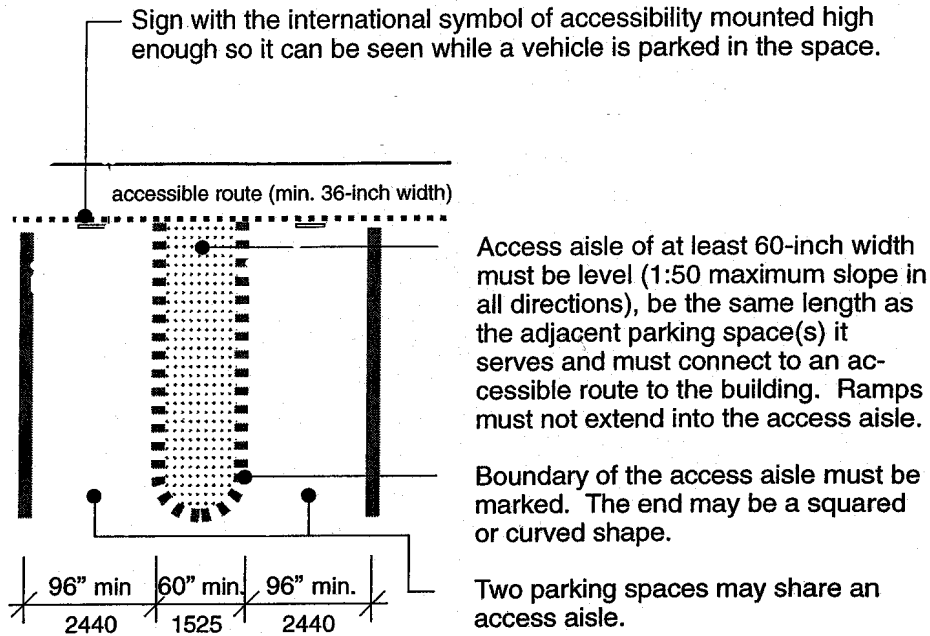 Sign with the international symbol of accessibility mounted high
enough so it can be seen while a vehicle is parked in the space.
accessible route (min. 36-inch width)
Access aisle of at least 60-inch width
must be level (1:50 maximum slope in
all directions), be the same length as
the adjacent parking space(s) it
serves and must connect to an ac-
cessible route to the building. Ramps
must not extend into the access aisle.
Boundary of the access aisle must be
marked. The end may be a squared
or curved shape.
Two parking spaces may share an
access aisle.
96” min 60” min. 96” min.
2440 1525 2440